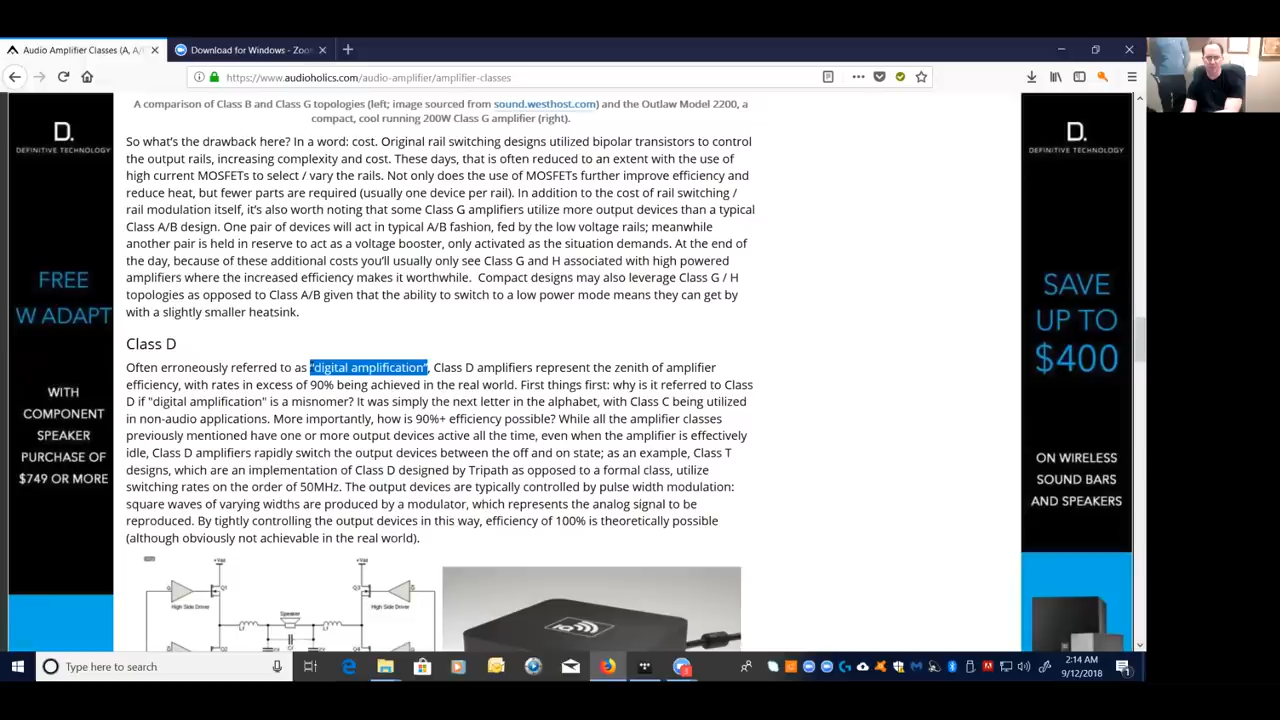 Audio Amplifier Classes (A, A/
Download for Windows - Zoo
https://www.audioholics.com/audio-amplifier/amplifier-classes
A comparison of Class B and Class G topologies (left; image sourced from sound.westhost.com) and the Outlaw Model 2200, a
compact, cool running 200W Class G amplifier (right).
So what's the drawback here? In a word: cost. Original rail switching designs utilized bipolar transistors to control
the output rails, increasing complexity and cost. These days, that is often reduced to an extent with the use of
high current MOSFETs to select / vary the rails. Not only does the use of MOSFETs further improve efficiency and
reduce heat, but fewer parts are required (usually one device per rail). In addition to the cost of rail switching /
rail modulation itself, it's also worth noting that some Class G amplifiers utilize more output devices than a typical
Class A/B design. One pair of devices will act in typical A/B fashion, fed by the low voltage rails; meanwhile
another pair is held in reserve to act as a voltage booster, only activated as the situation demands. At the end of
the day, because of these additional costs you'll usually only see Class G and H associated with high powered
amplifiers where the increased efficiency makes it worthwhile.  Compact designs may also leverage Class G / H
topologies as opposed to Class A/B given that the ability to switch to a low power mode means they can get by
with a slightly smaller heatsink.
Class D
Often erroneously referred to as “digital amplification”, Class D amplifiers represent the zenith of amplifier
efficiency, with rates in excess of 90% being achieved in the real world. First things first: why is it referred to Class
D if "digital amplification" is a misnomer? It was simply the next letter in the alphabet, with Class C being utilized
in non-audio applications. More importantly, how is 90%+ efficiency possible? While all the amplifier classes
previously mentioned have one or more output devices active all the time, even when the amplifier is effectively
idle, Class D amplifiers rapidly switch the output devices between the off and on state; as an example, Class T
designs, which are an implementation of Class D designed by Tripath as opposed to a formal class, utilize
switching rates on the order of 50MHz. The output devices are typically controlled by pulse width modulation:
square waves of varying widths are produced by a modulator, which represents the analog signal to be
reproduced. By tightly controlling the output devices in this way, efficiency of 100% is theoretically possible
(although obviously not achievable in the real world).
+Vdd
+Vdd
Q1
Q3
High Side Driver
Speaker
High Side Driver
Q2
Q4
D.
DEFINITIVE TECHNOLOGY
FREE
W ADAPT
WITH
COMPONENT
SPEAKER
PURCHASE OF
$749 OR MORE
D.
DEFINITIVE TECHNOLOGY
SAVE
UP TO
$400
ON WIRELESS
SOUND BARS
AND SPEAKERS
Type here to search
2:14 AM
9/12/2018